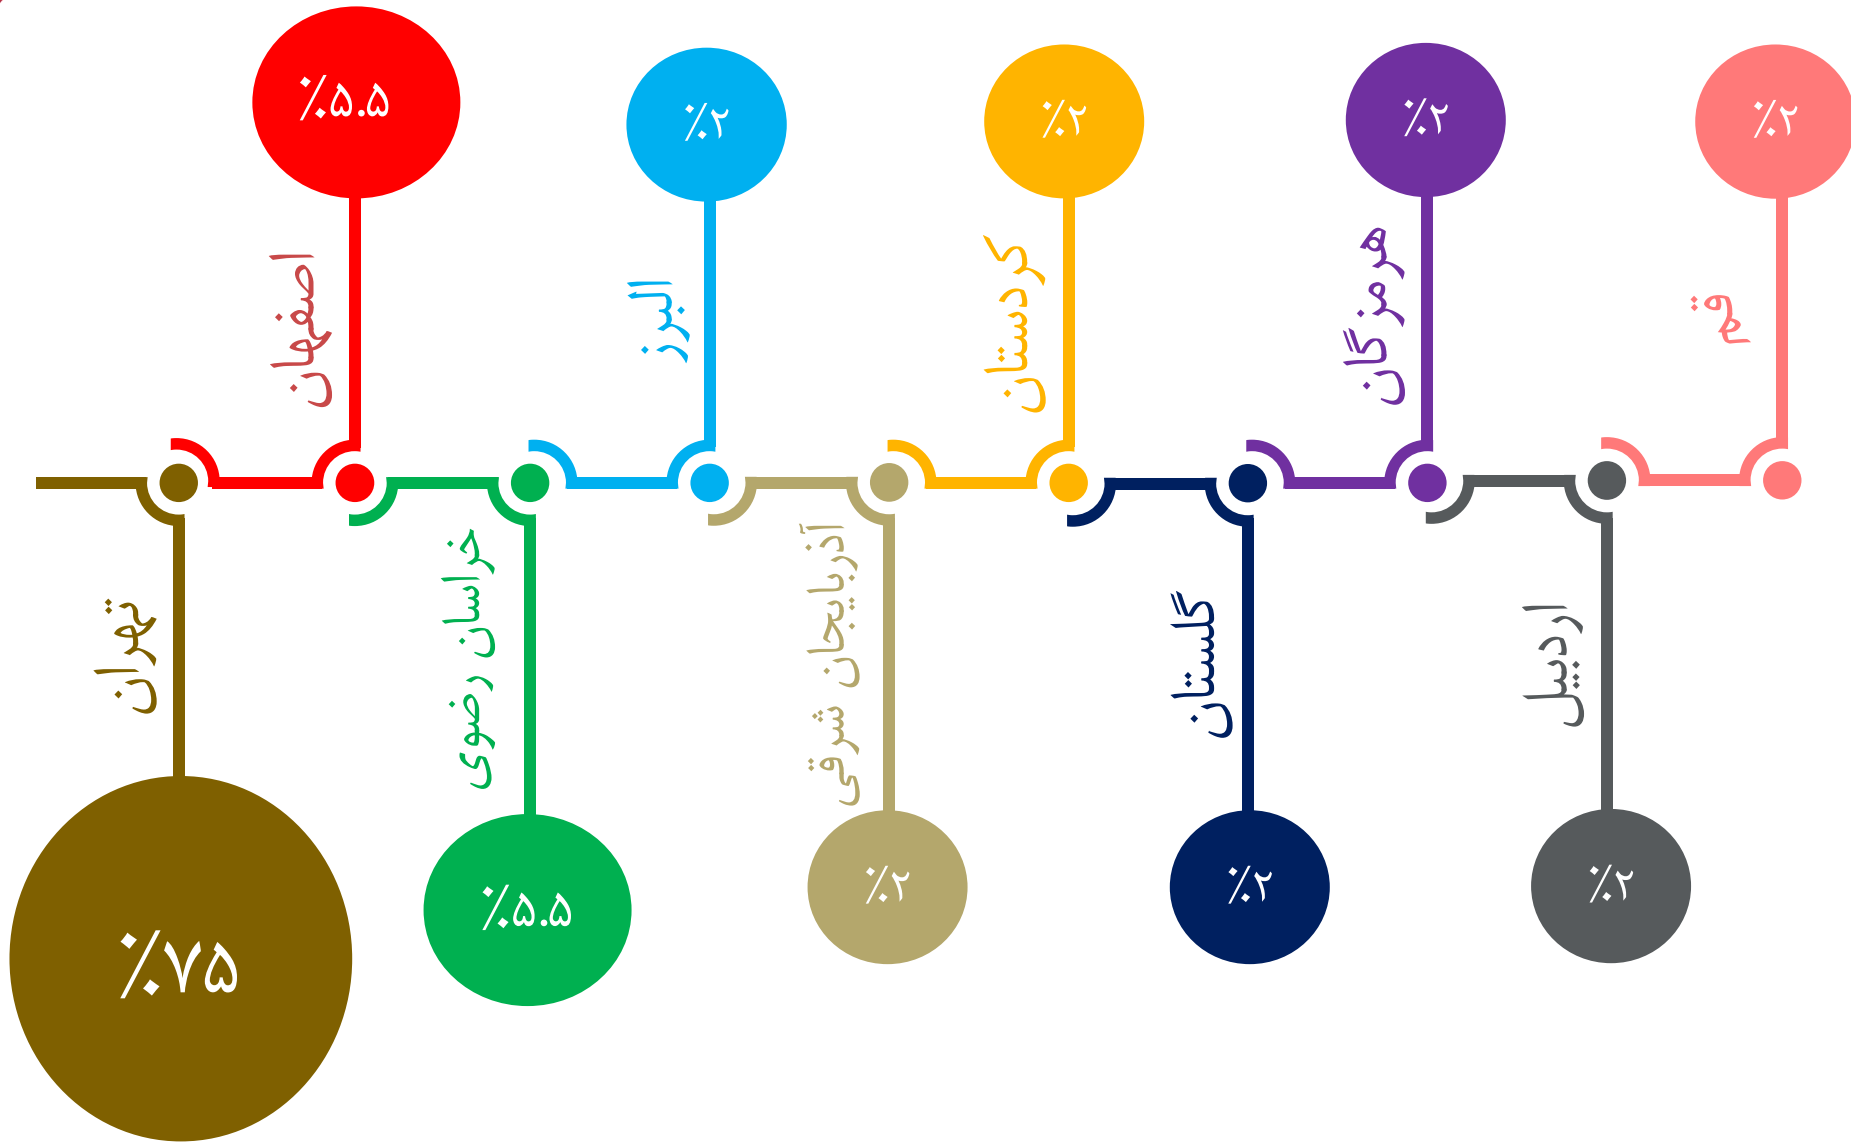 ٪۵.۵
٪۲
٪۲
٪۲
٪۲
اصفهان
البرز
کردستان
هرمزگان
قم
تهران
خراسان رضوی
آذربایجان شرقی
گلستان
اردبیل
٪۷۵
٪۵.۵
٪۲
٪۲
٪۲